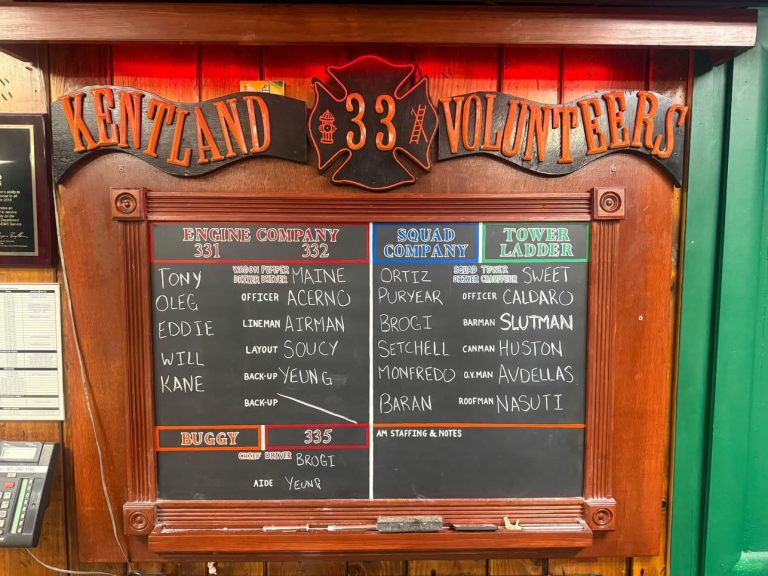 KENTLAND 33 VOLUNTEERS
ENGINE COMPANY
331 332
SQUAD COMPANY
TOWER LADDER
TONY WAGON DRIVER PUMPER DRIVER MAINE
OLEG OFFICER ACERNO
EDDIE LINEMAN AIRMAN
WILL LAYOUT SOUCY
KANE BACK-UP YEUNG
BACK-UP
ORTIZ SQUAD DRIVER TOWER CHAUFFEUR SWEET
PURYEAR OFFICER CALDARO
BROGI BARMAN SLUTMAN
SETCHELL CANMAN HUSTON
MONFREDO O.V.MAN AVDELLAS
BARAN ROOFMAN NASUTI
BUGGY 335
CHIEF DRIVER BROGI
AIDE YEUNG
AM STAFFING & NOTES